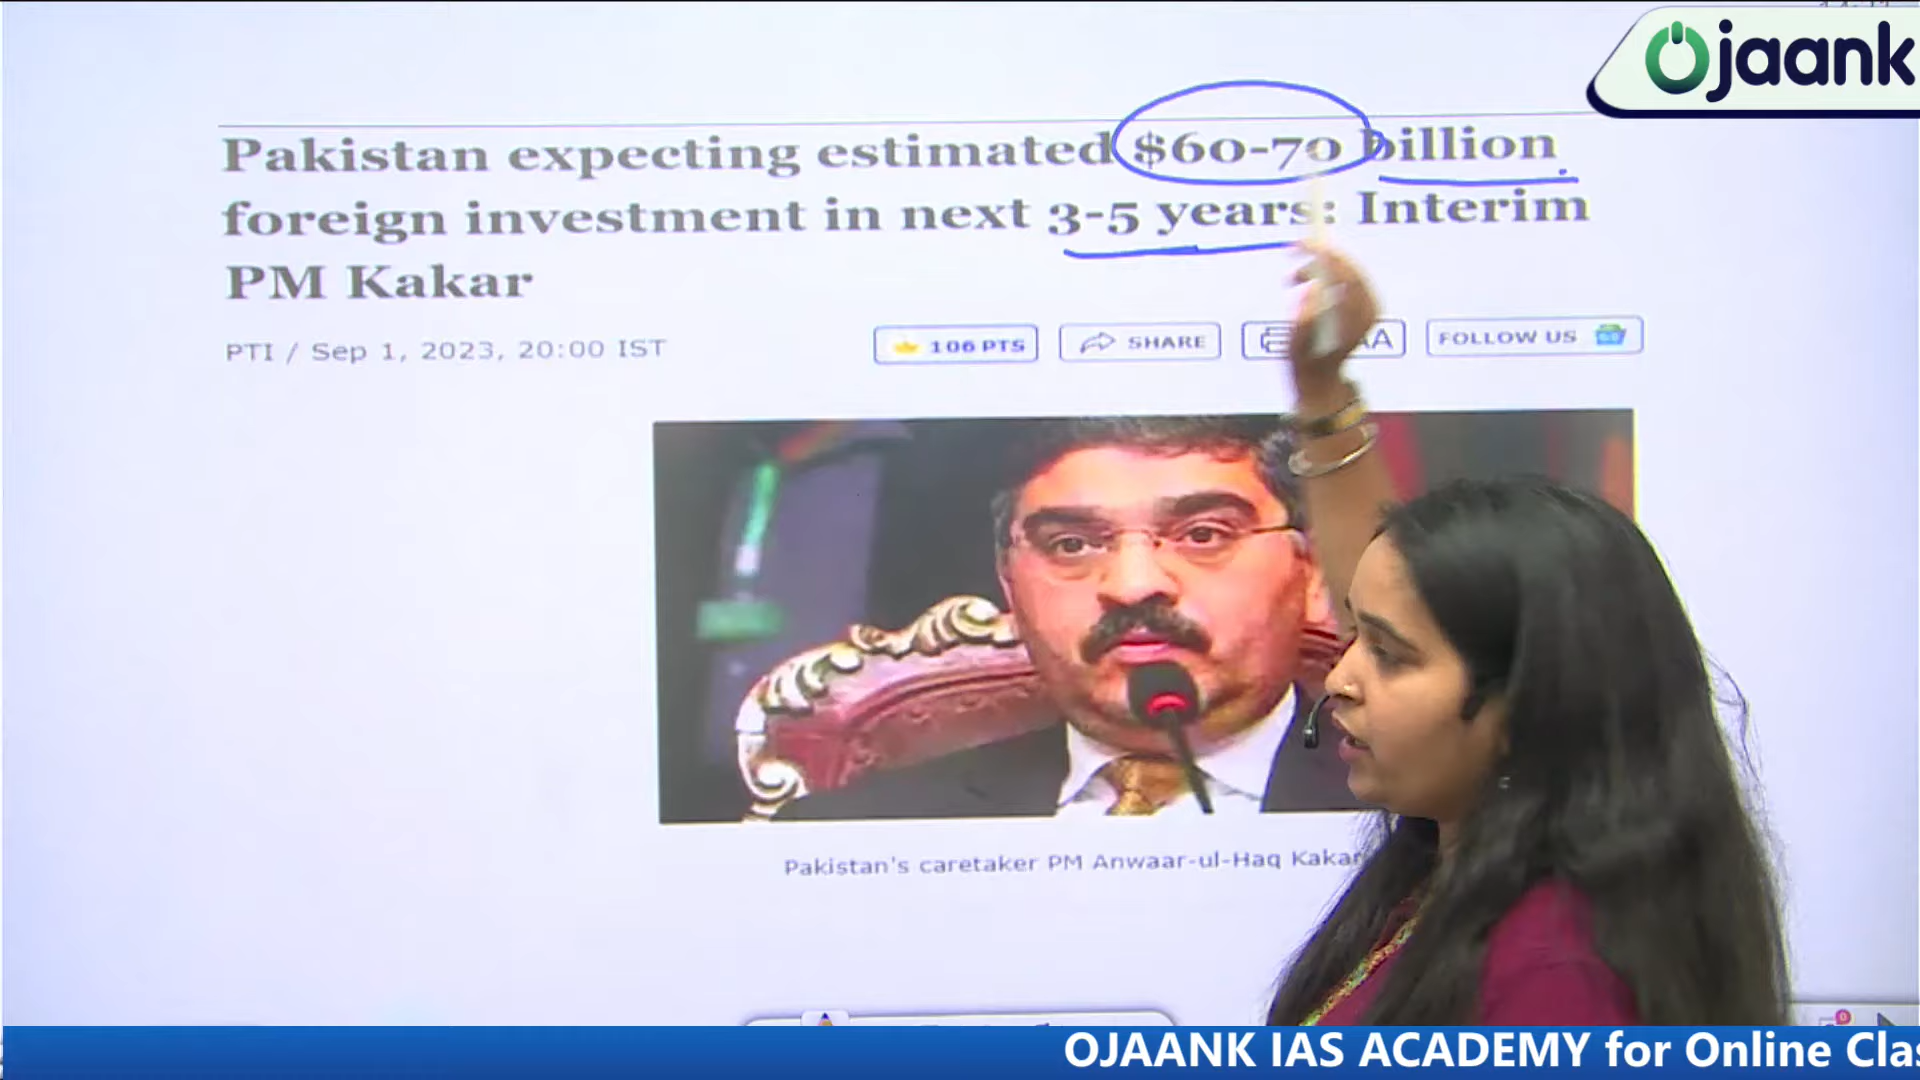 Ojaank
Pakistan expecting estimated $60-70 billion
foreign investment in next 3-5 years: Interim
PM Kakar
PTI / Sep 1, 2023, 20:00 IST
106 PTS
SHARE
AA
FOLLOW US
Pakistan's caretaker PM Anwaar-ul-Haq Kakar
OJAANK IAS ACADEMY for Online Clas